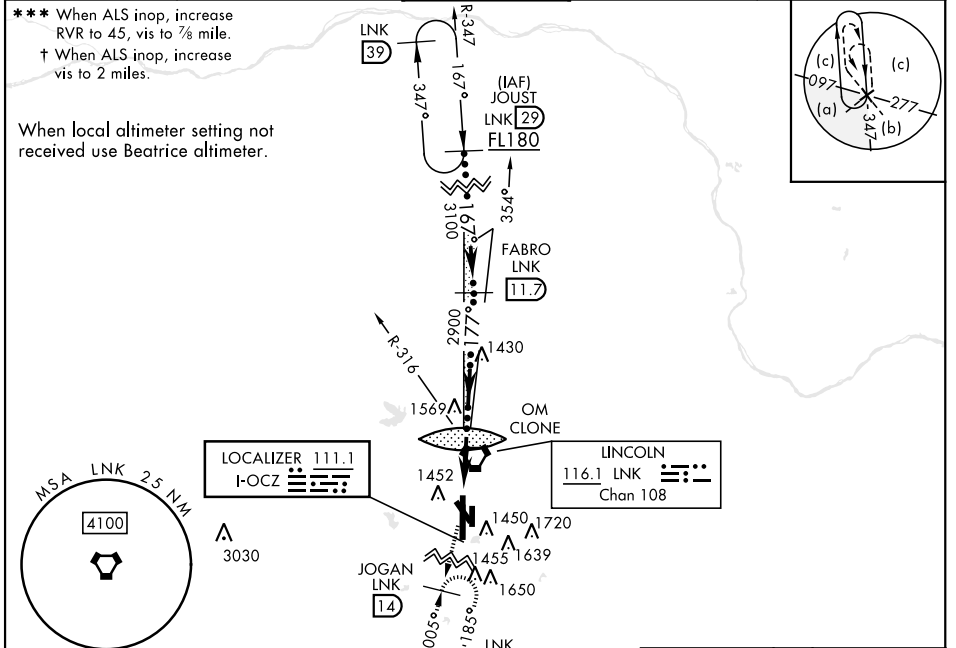 *** When ALS inop, increase
RVR to 45, vis to 7/8 mile.
† When ALS inop, increase
vis to 2 miles.
When local altimeter setting not
received use Beatrice altimeter.
LNK
39
R-347
347°
167°
(IAF)
JOUST
LNK 29
FL180
354°
167°
3100
FABRO
LNK
11.7
2900
177°
R-316
1430
1569
OM
CLONE
LOCALIZER 111.1
I-OCZ
LINCOLN
116.1 LNK
Chan 108
1452
1450
1720
1455
1639
1650
JOGAN
LNK
14
005°
185°
LNK
MSA LNK 25 NM
4100
3030
(c)
(c)
097
(a)
277
347
(b)